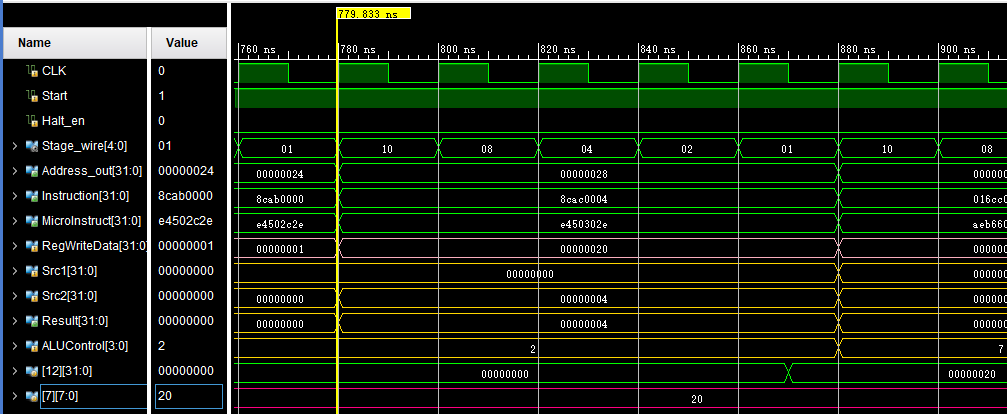 779.833 ns
Name Value
760 ns 780 ns 800 ns 820 ns 840 ns 860 ns 880 ns 900 ns
CLK 0
Start 1
Halt_en 0
Stage_wire[4:0] 01 01 10 08 04 02 01 10 08
Address_out[31:0] 00000024 00000024 00000028 000000
Instruction[31:0] 8cab0000 8cab0000 8cac0004 016cc0
MicroInstruct[31:0] e4502c2e e4502c2e e450302e aeb660
RegWriteData[31:0] 00000001 00000001 00000020 000000
Src1[31:0] 00000000 00000000 000000
Src2[31:0] 00000000 00000000 00000004 000000
Result[31:0] 00000000 00000000 00000004 000000
ALUControl[3:0] 2 2 7
[12][31:0] 00000000 00000000 00000020
[7][7:0] 20 20